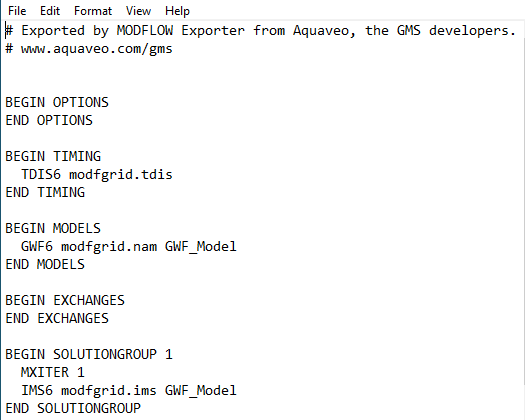 File Edit Format View Help
# Exported by MODFLOW Exporter from Aquaveo, the GMS developers.
# www.aquaveo.com/gms
BEGIN OPTIONS
END OPTIONS
BEGIN TIMING
  TDIS6 modfgrid.tdis
END TIMING
BEGIN MODELS
  GWF6 modfgrid.nam GWF_Model
END MODELS
BEGIN EXCHANGES
END EXCHANGES
BEGIN SOLUTIONGROUP 1
  MXITER 1
  IMS6 modfgrid.ims GWF_Model
END SOLUTIONGROUP